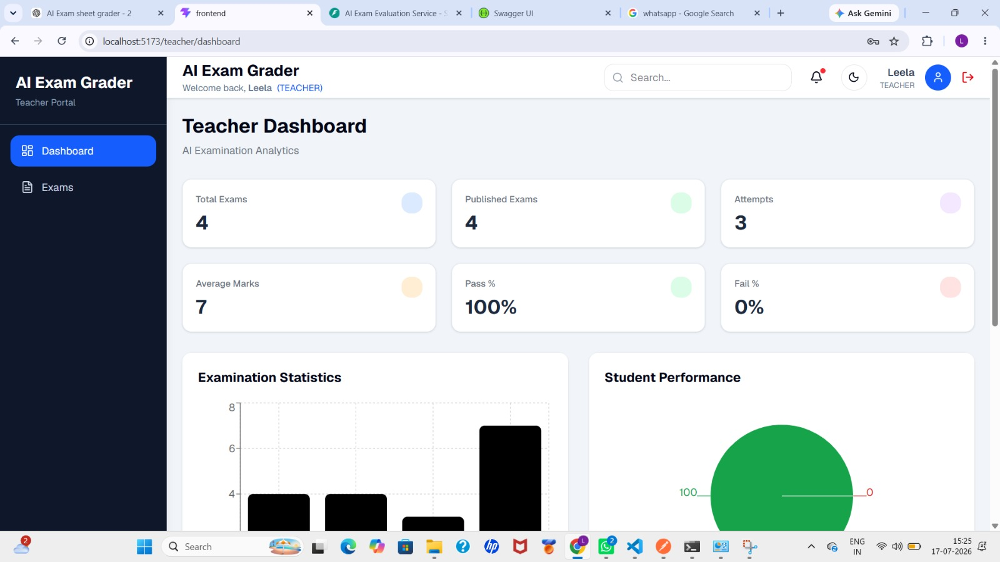 AI Exam sheet grader - 2
frontend
AI Exam Evaluation Service - S
Swagger UI
whatsapp - Google Search
Ask Gemini
localhost:5173/teacher/dashboard
L
AI Exam Grader
Teacher Portal
Dashboard
Exams
AI Exam Grader
Welcome back, Leela (TEACHER)
Search...
Leela
TEACHER
Teacher Dashboard
AI Examination Analytics
Total Exams
4
Published Exams
4
Attempts
3
Average Marks
7
Pass %
100%
Fail %
0%
Examination Statistics
8
6
4
Student Performance
100
0
2
Search
hp
L
2
ENG
IN
15:25
17-07-2026